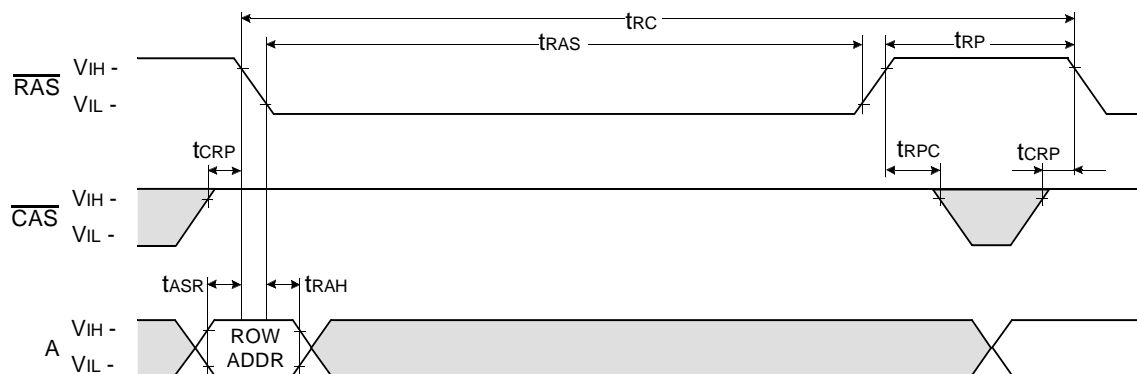 tRC
tRAS
tRP
RAS
VIH -
VIL -
tCRP
tRPC
tCRP
CAS
VIH -
VIL -
tASR
tRAH
A
VIH -
VIL -
ROW
ADDR